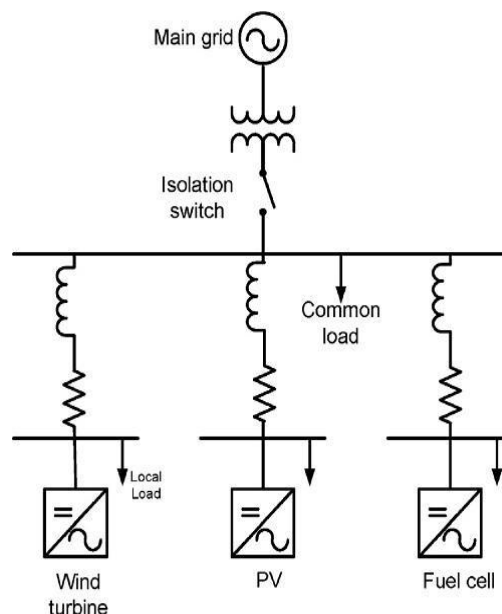 Main grid
Isolation
switch
Common
load
Local
Load
Wind
turbine
PV
Fuel cell